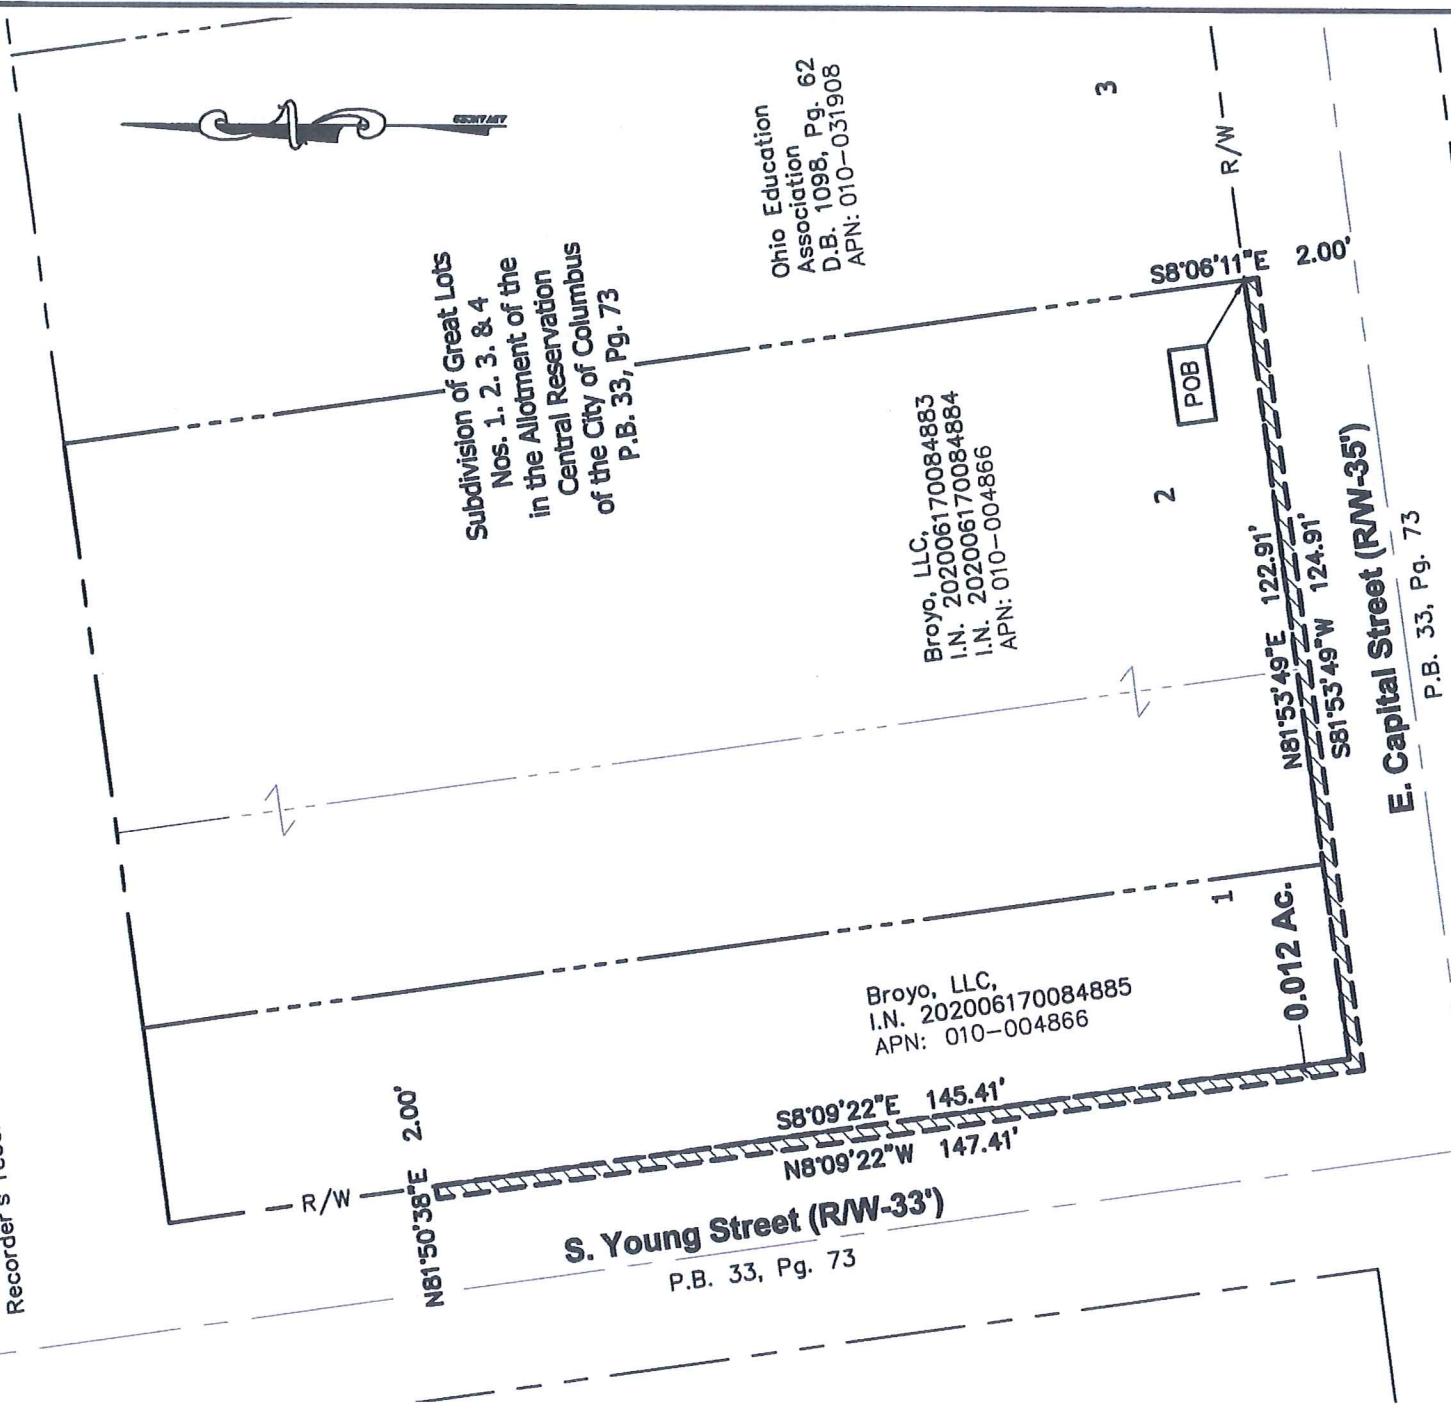 Recorder's
ADVANCED
Subdivision of Great Lots
Nos. 1. 2. 3. & 4
in the Allotment of the
Central Reservation
of the City of Columbus
P.B. 33, Pg. 73
Ohio Education
Association
D.B. 1098, Pg. 62
APN: 010-031908
3
R/W
S8°06'11"E 2.00'
POB
Broyo, LLC,
I.N. 202006170084883
I.N. 202006170084884
APN: 010-004866
2
N81°53'49"E 122.91'
S81°53'49"W 124.91'
E. Capital Street (R/W-35')
P.B. 33, Pg. 73
1
0.012 Ac.
Broyo, LLC,
I.N. 202006170084885
APN: 010-004866
S8°09'22"E 145.41'
N8°09'22"W 147.41'
N81°50'38"E 2.00'
R/W
S. Young Street (R/W-33')
P.B. 33, Pg. 73